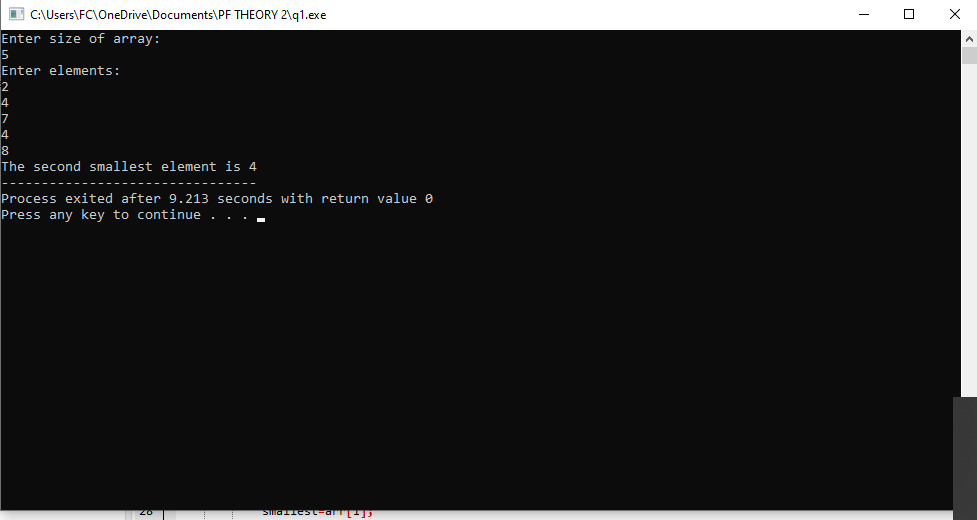 C:\Users\FC\OneDrive\Documents\PF THEORY 2\q1.exe
Enter size of array:
5
Enter elements:
2
4
7
4
8
The second smallest element is 4
--------------------------------
Process exited after 9.213 seconds with return value 0
Press any key to continue . . .
28 smallest=arr[i];